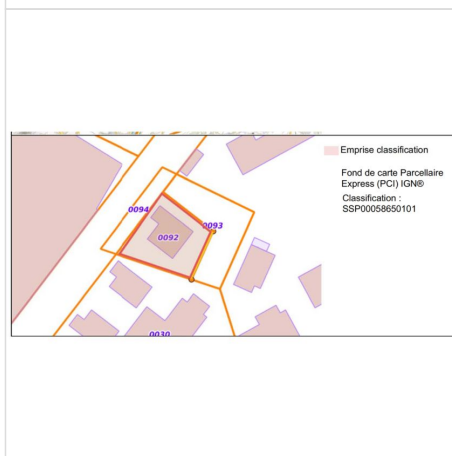 Emprise classification
Fond de carte Parcellaire
Express (PCI) IGN®
Classification :
SSP00058650101
0094
0093
0092
0030